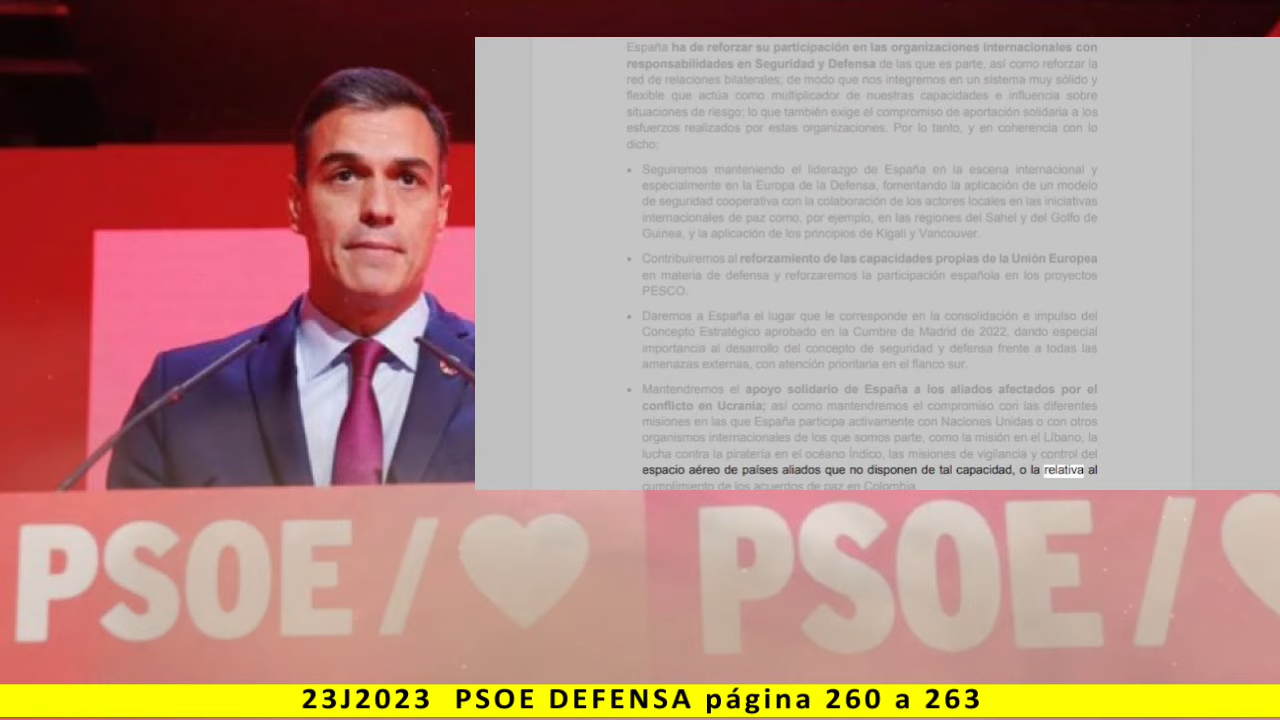 España ha de reforzar su participación en las organizaciones internacionales con
responsabilidades en Seguridad y Defensa de las que es parte, así como reforzar la
red de relaciones bilaterales; de modo que nos integremos en un sistema muy sólido y
flexible que actúa como multiplicador de nuestras capacidades e influencia sobre
situaciones de riesgo; lo que también exige el compromiso de aportación solidaria a los
esfuerzos realizados por estas organizaciones. Por lo tanto, y en coherencia con lo
dicho:
• Seguiremos manteniendo el liderazgo de España en la escena internacional y
especialmente en la Europa de la Defensa, fomentando la aplicación de un modelo
de seguridad cooperativa con la colaboración de los actores locales en las iniciativas
internacionales de paz como, por ejemplo, en las regiones del Sahel y del Golfo de
Guinea, y la aplicación de los principios de Kigali y Vancouver.
• Contribuiremos al reforzamiento de las capacidades propias de la Unión Europea
en materia de defensa y reforzaremos la participación española en los proyectos
PESCO.
• Daremos a España el lugar que le corresponde en la consolidación e impulso del
Concepto Estratégico aprobado en la Cumbre de Madrid de 2022, dando especial
importancia al desarrollo del concepto de seguridad y defensa frente a todas las
amenazas externas, con atención prioritaria en el flanco sur.
• Mantendremos el apoyo solidario de España a los aliados afectados por el
conflicto en Ucrania; así como mantendremos el compromiso con las diferentes
misiones en las que España participa activamente con Naciones Unidas o con otros
organismos internacionales de los que somos parte, como la misión en el Líbano, la
lucha contra la piratería en el océano Índico, las misiones de vigilancia y control del
espacio aéreo de países aliados que no disponen de tal capacidad, o la relativa al
cumplimiento de los acuerdos de paz en Colombia.
PSOE / PSOE /
23J2023 PSOE DEFENSA página 260 a 263